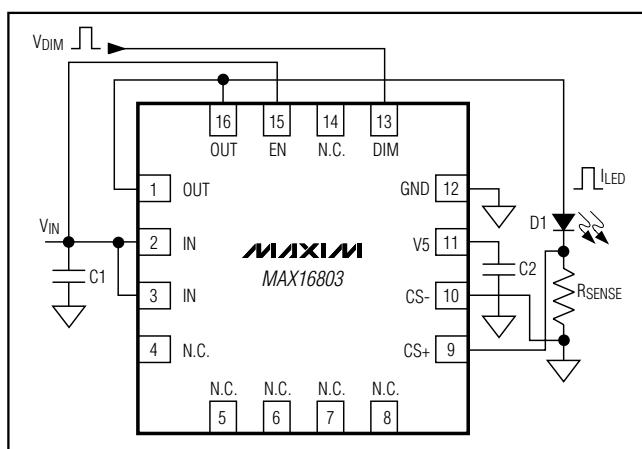 VDIM
16 15 14 13
OUT EN N.C. DIM
1 OUT
GND 12
ILED
VIN
D1
2 IN
V5 11
MAXIM
MAX16803
C1
C2
3 IN
CS- 10
RSENSE
4 N.C.
CS+ 9
N.C. N.C. N.C. N.C.
5 6 7 8